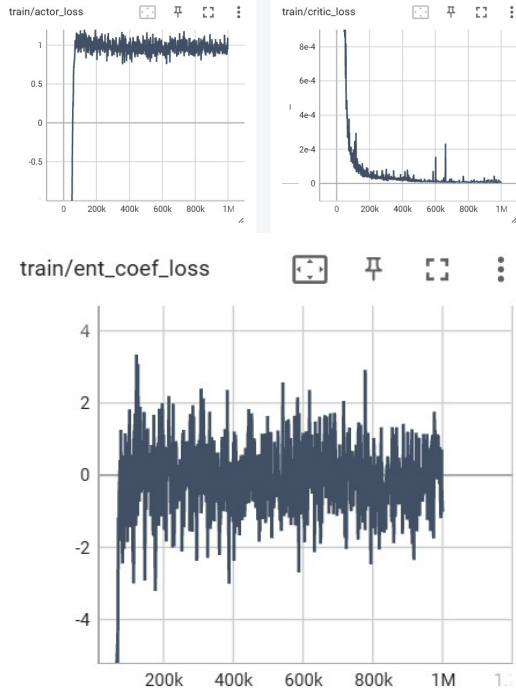 train/actor_loss
1
0.5
0
-0.5
0 200k 400k 600k 800k 1M
train/critic_loss
8e-4
6e-4
4e-4
2e-4
0
0 200k 400k 600k 800k 1M
train/ent_coef_loss
4
2
0
-2
-4
200k 400k 600k 800k 1M